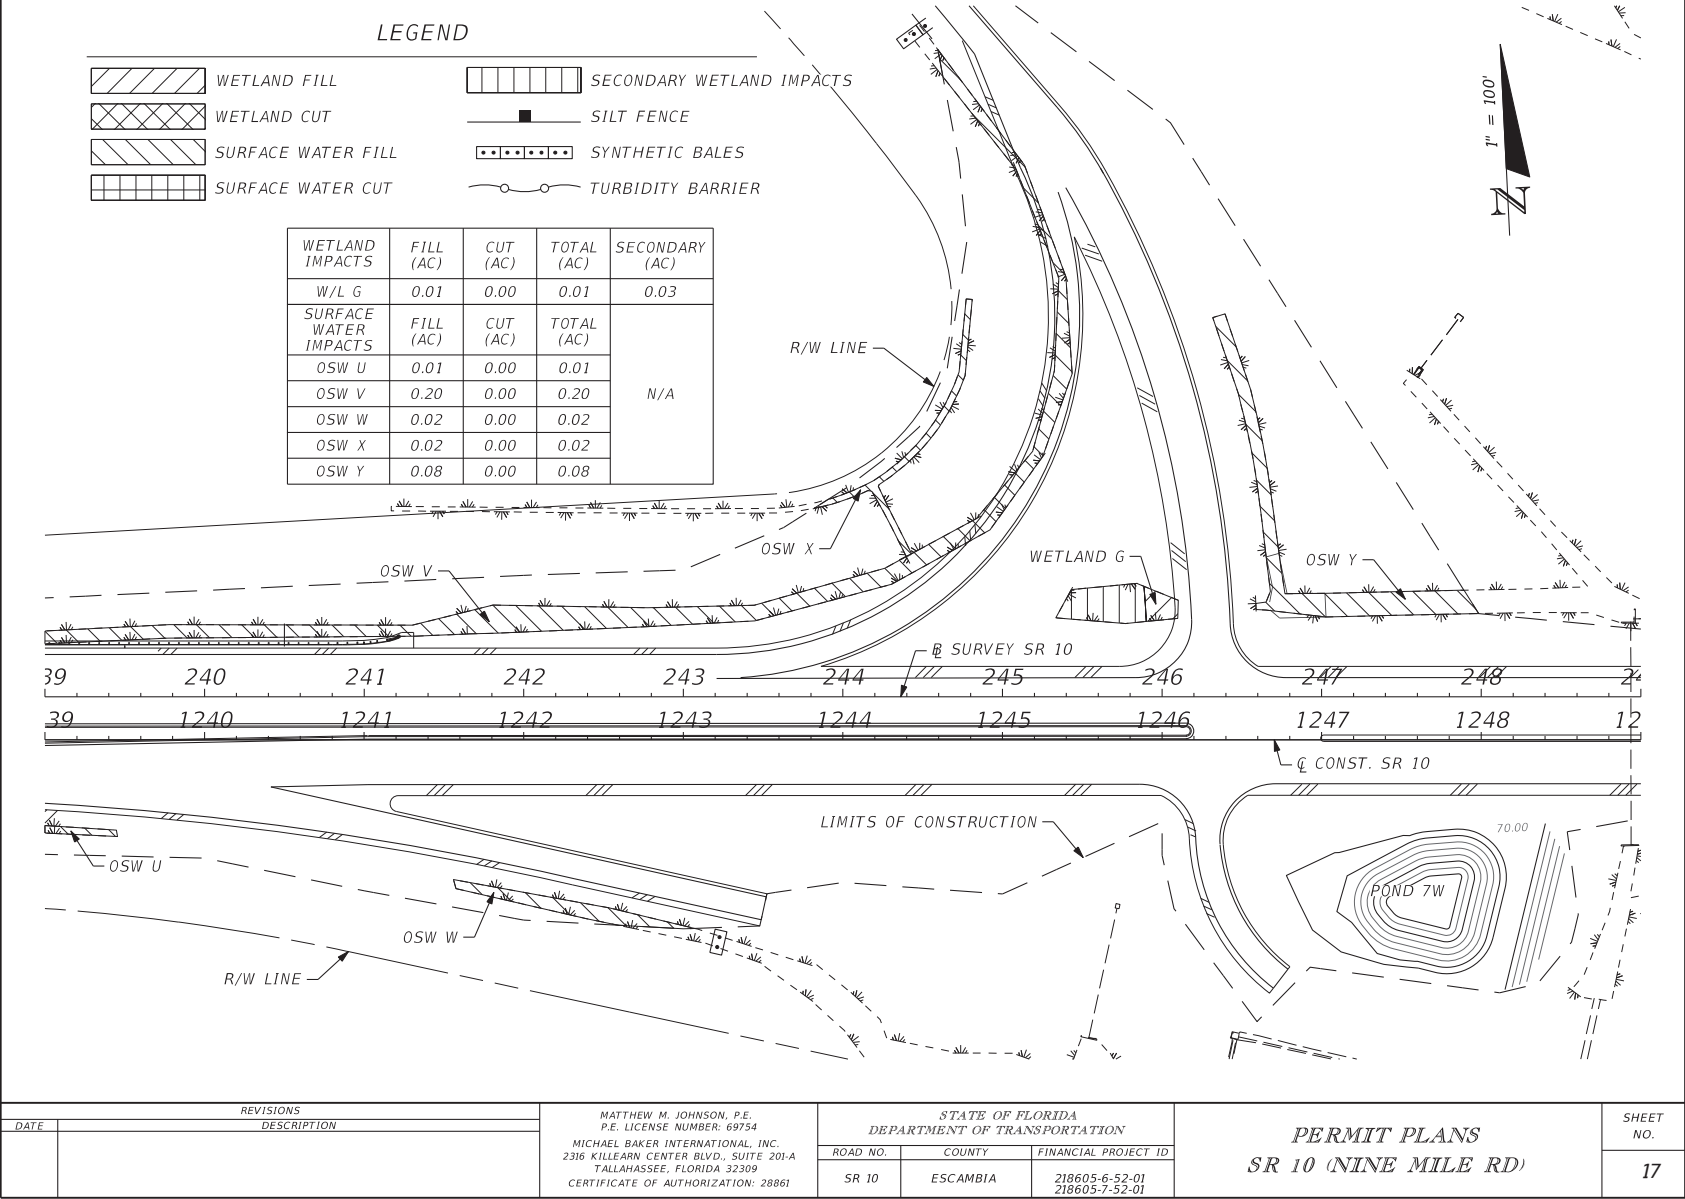 LEGEND
WETLAND FILL
WETLAND CUT
SURFACE WATER FILL
SURFACE WATER CUT
SECONDARY WETLAND IMPACTS
SILT FENCE
SYNTHETIC BALES
TURBIDITY BARRIER
1" = 100'
N
WETLAND IMPACTS FILL (AC) CUT (AC) TOTAL (AC) SECONDARY (AC)
W/L G 0.01 0.00 0.01 0.03
SURFACE WATER IMPACTS FILL (AC) CUT (AC) TOTAL (AC)
OSW U 0.01 0.00 0.01
OSW V 0.20 0.00 0.20 N/A
OSW W 0.02 0.00 0.02
OSW X 0.02 0.00 0.02
OSW Y 0.08 0.00 0.08
R/W LINE
OSW X
OSW V
WETLAND G
OSW Y
B SURVEY SR 10
39 240 241 242 243 244 245 246 247 248 24
39 1240 1241 1242 1243 1244 1245 1246 1247 1248 12
C CONST. SR 10
LIMITS OF CONSTRUCTION
70.00
POND 7W
OSW U
OSW W
R/W LINE
REVISIONS
DATE DESCRIPTION
MATTHEW M. JOHNSON, P.E.
P.E. LICENSE NUMBER: 69754
MICHAEL BAKER INTERNATIONAL, INC.
2316 KILLEARN CENTER BLVD., SUITE 201-A
TALLAHASSEE, FLORIDA 32309
CERTIFICATE OF AUTHORIZATION: 28861
STATE OF FLORIDA
DEPARTMENT OF TRANSPORTATION
ROAD NO. COUNTY FINANCIAL PROJECT ID
SR 10 ESCAMBIA 218605-6-52-01
218605-7-52-01
PERMIT PLANS
SR 10 (NINE MILE RD)
SHEET
NO.
17